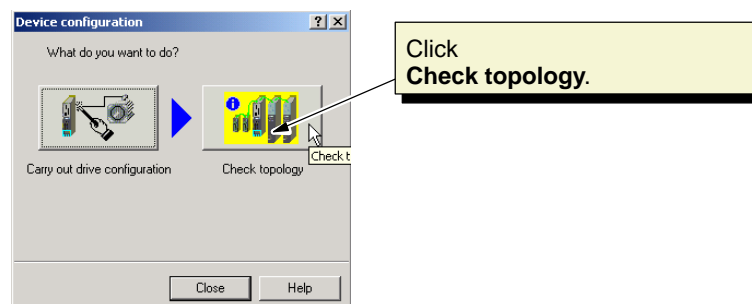 Device configuration
What do you want to do?
Click
Check topology.
Check t
Carry out drive configuration
Check topology
Close
Help